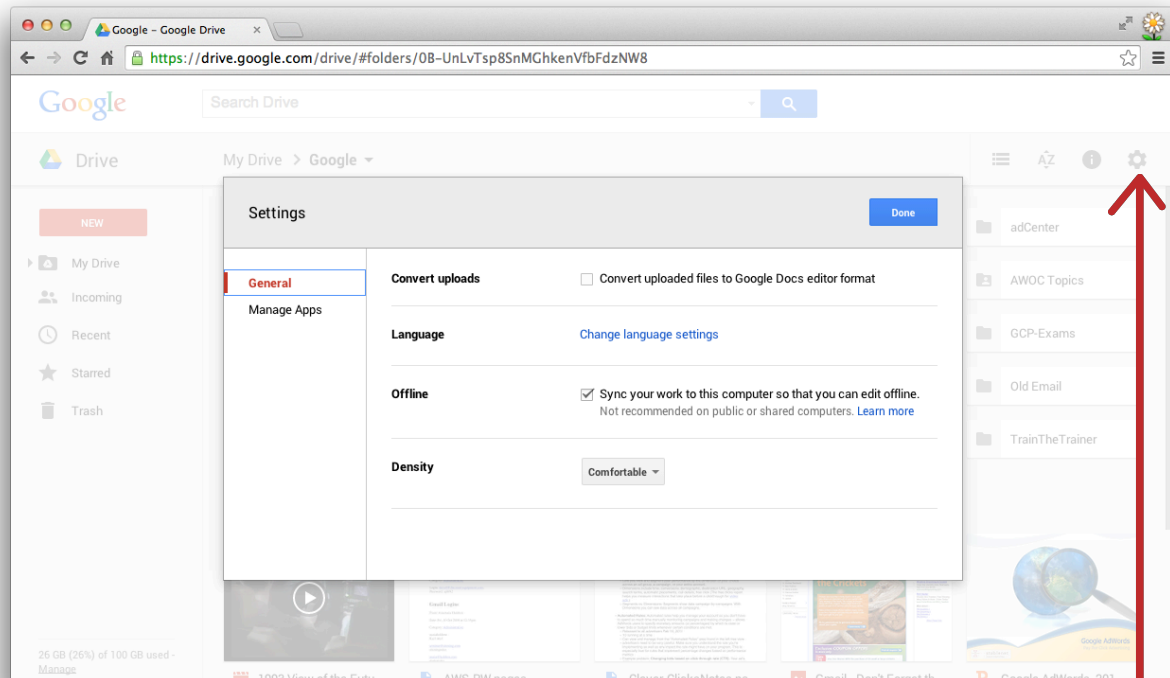 Google - Google Drive
https://drive.google.com/drive/#folders/0B-UnLvTsp8SnMGhkenVfbFdzNW8
Google
Search Drive
Drive
My Drive > Google
AZ
Settings
Done
NEW
My Drive
Incoming
Recent
Starred
Trash
General
Manage Apps
Convert uploads
Convert uploaded files to Google Docs editor format
Language
Change language settings
Offline
Sync your work to this computer so that you can edit offline.
Not recommended on public or shared computers. Learn more
Density
Comfortable
adCenter
AWOC Topics
GCP-Exams
Old Email
TrainTheTrainer
Google AdWords
26 GB (26%) of 100 GB used -
Manage